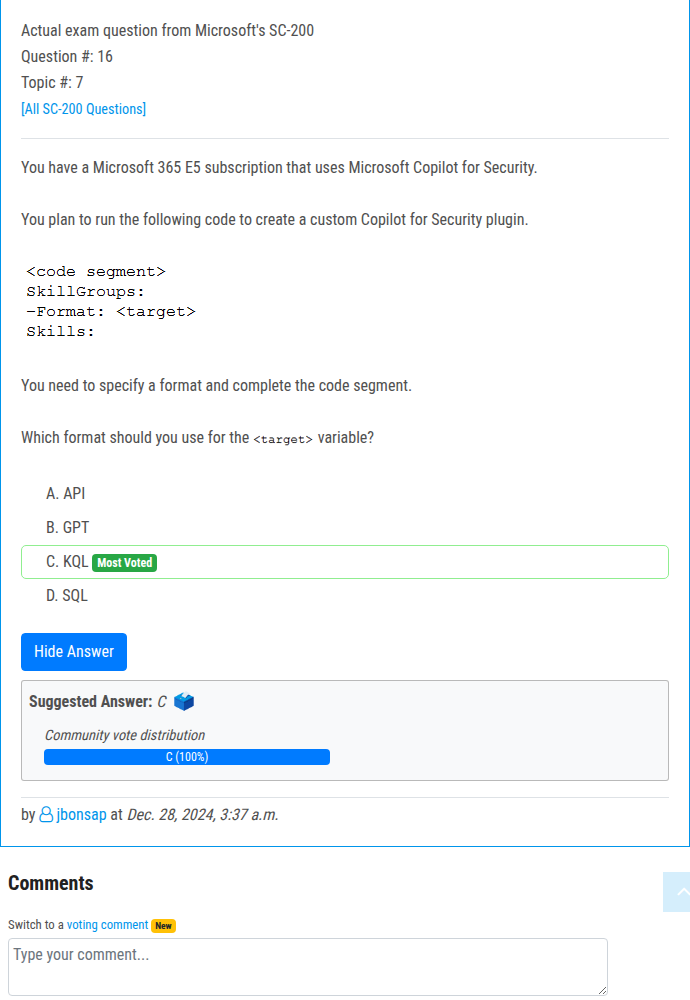 Actual exam question from Microsoft's SC-200
Question #: 16
Topic #: 7
[All SC-200 Questions]
You have a Microsoft 365 E5 subscription that uses Microsoft Copilot for Security.
You plan to run the following code to create a custom Copilot for Security plugin.
<code segment>
SkillGroups:
-Format: <target>
Skills:
You need to specify a format and complete the code segment.
Which format should you use for the <target> variable?
A. API
B. GPT
C. KQL Most Voted
D. SQL
Hide Answer
Suggested Answer: C
Community vote distribution
C (100%)
by jbonsap at Dec. 28, 2024, 3:37 a.m.
Comments
Switch to a voting comment New
Type your comment...